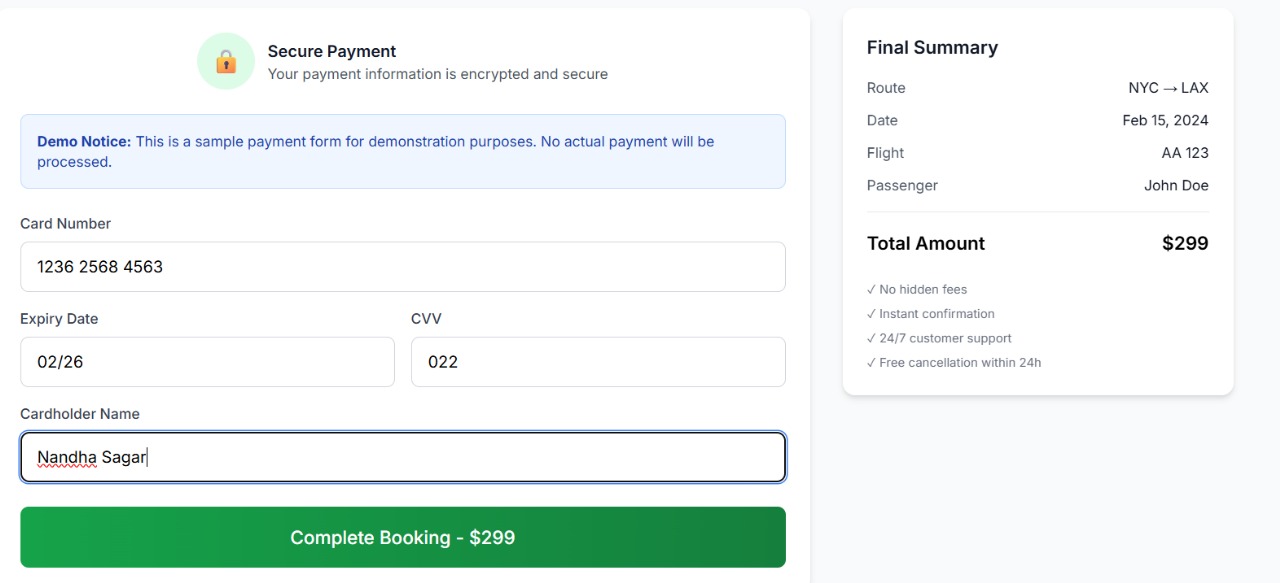 Secure Payment
Your payment information is encrypted and secure
Demo Notice: This is a sample payment form for demonstration purposes. No actual payment will be
processed.
Card Number
1236 2568 4563
Expiry Date CVV
02/26 022
Cardholder Name
Nandha Sagar
Complete Booking - $299
Final Summary
Route NYC → LAX
Date Feb 15, 2024
Flight AA 123
Passenger John Doe
Total Amount $299
✓ No hidden fees
✓ Instant confirmation
✓ 24/7 customer support
✓ Free cancellation within 24h